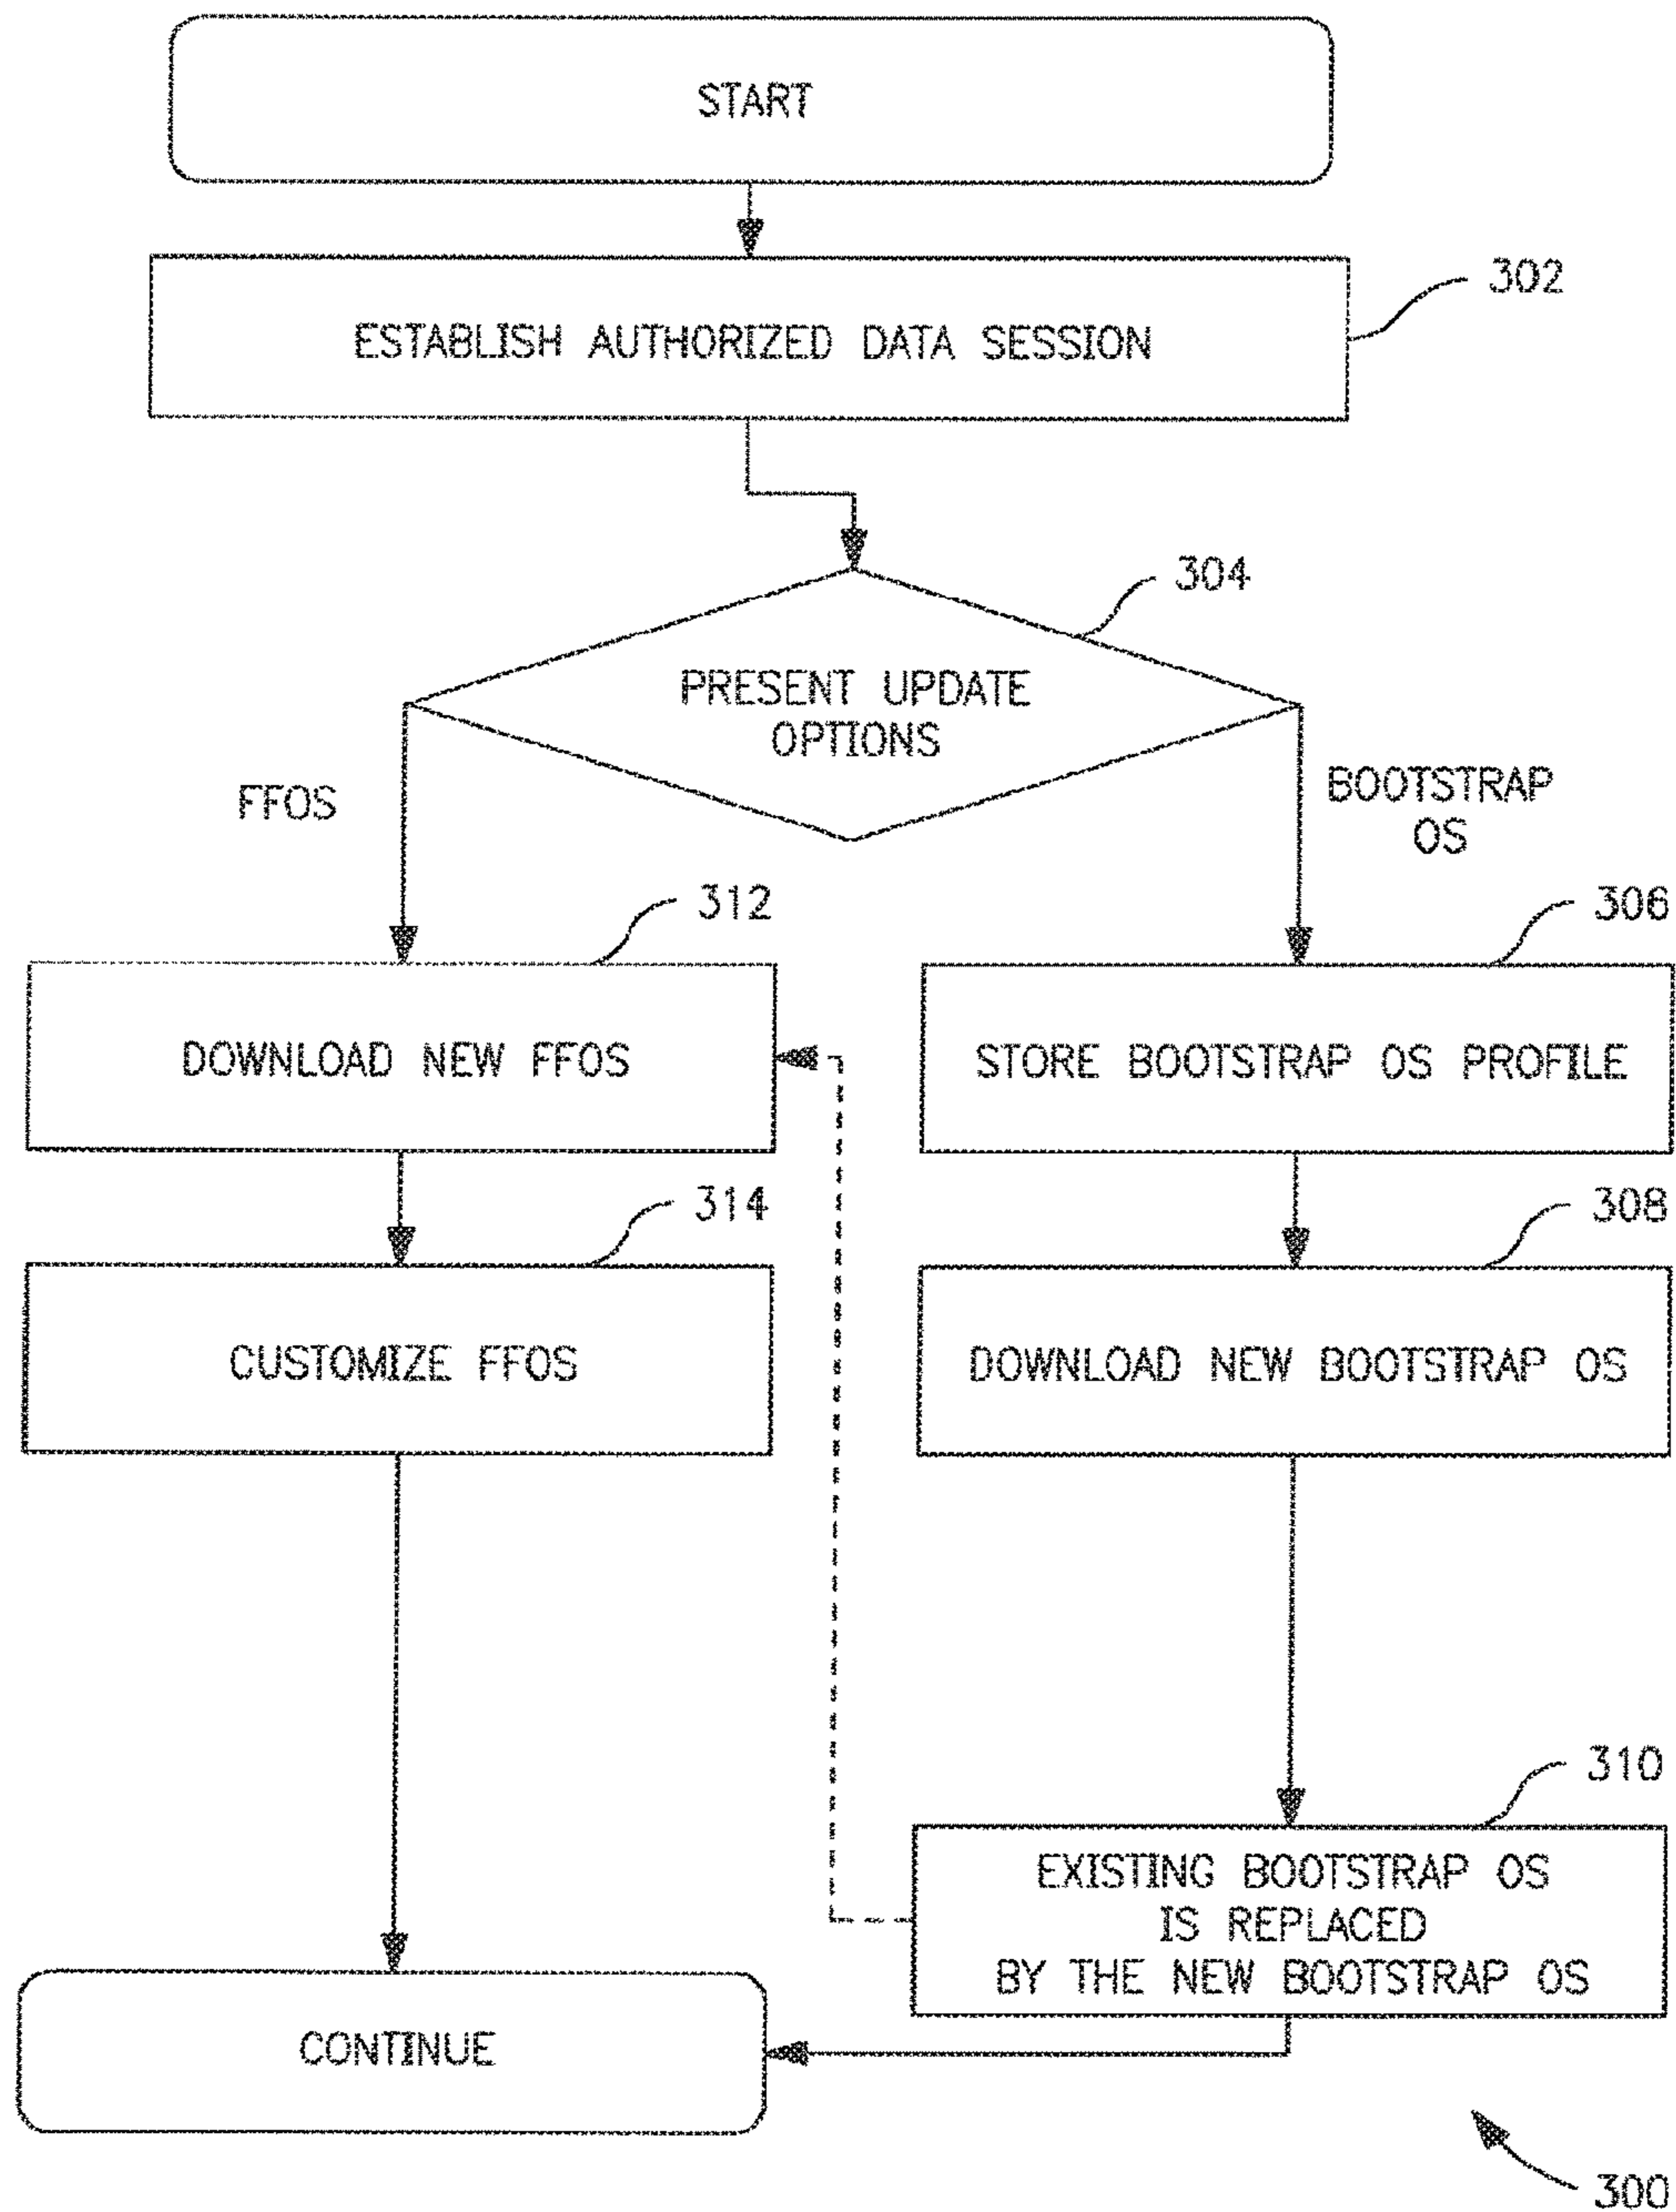 START
302
ESTABLISH AUTHORIZED DATA SESSION
304
PRESENT UPDATE
OPTIONS
FFOS
BOOTSTRAP
OS
312
306
DOWNLOAD NEW FFOS
STORE BOOTSTRAP OS PROFILE
314
308
CUSTOMIZE FFOS
DOWNLOAD NEW BOOTSTRAP OS
310
EXISTING BOOTSTRAP OS
IS REPLACED
BY THE NEW BOOTSTRAP OS
CONTINUE
300